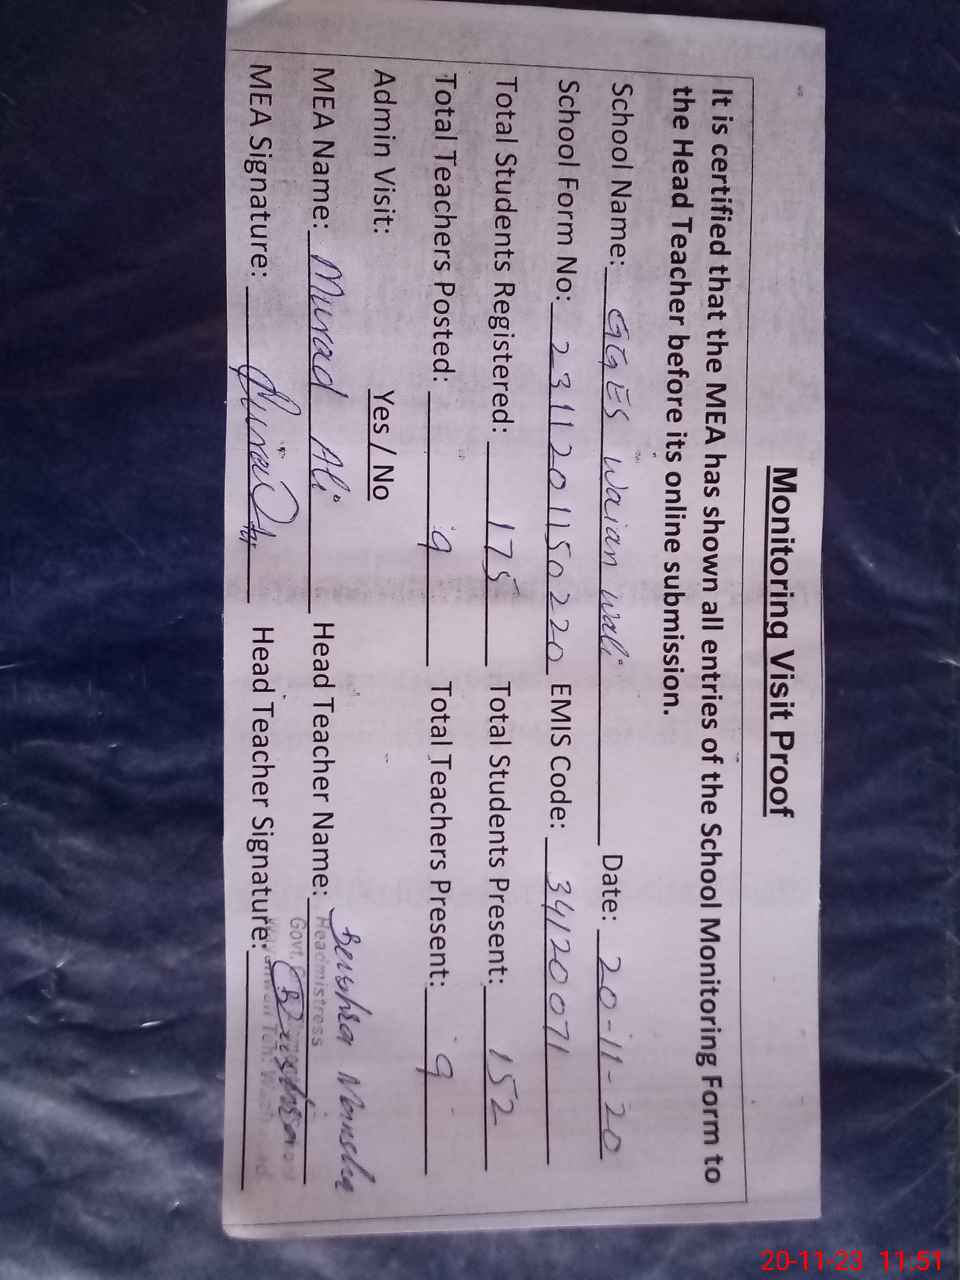 Monitoring Visit Proof
It is certified that the MEA has shown all entries of the School Monitoring Form to
the Head Teacher before its online submission.
School Name: GGES Waian Wali Date: 20-11-20
School Form No: 2311201150220 EMIS Code: 34120071
Total Students Registered: 175 Total Students Present: 152
Total Teachers Posted: 9 Total Teachers Present: 9
Admin Visit: Yes / No
MEA Name: Murad Ali Head Teacher Name: Bushra Mansha
Headmistress
Govt.
MEA Signature: Head Teacher Signature: Bushra
20-11-23 11:51